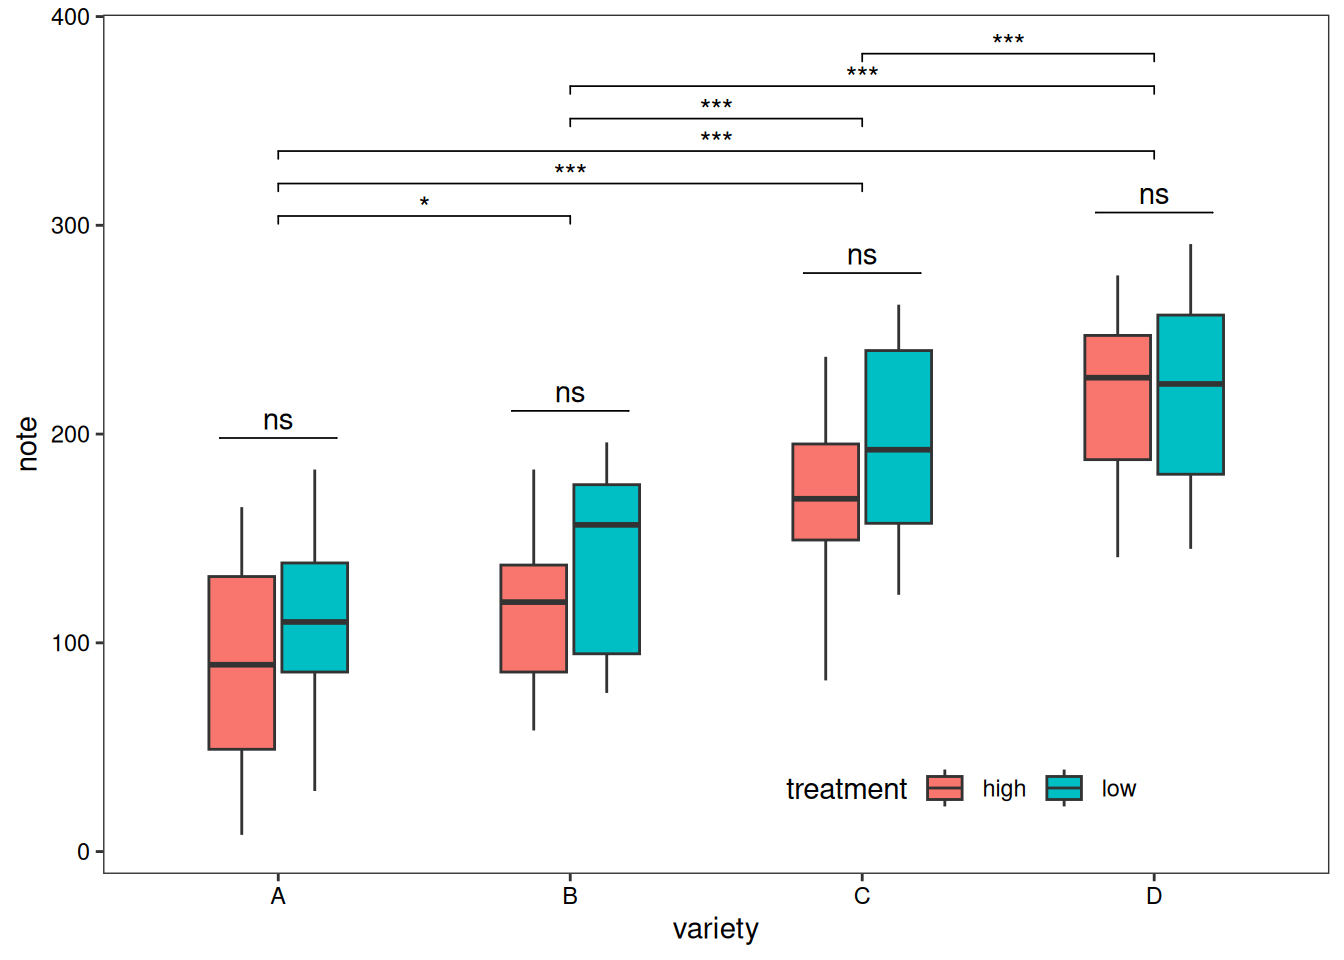 400
***
***
***
***
***
*
ns
300
ns
ns
200
ns
100
0
note
treatment high low
A B C D
variety